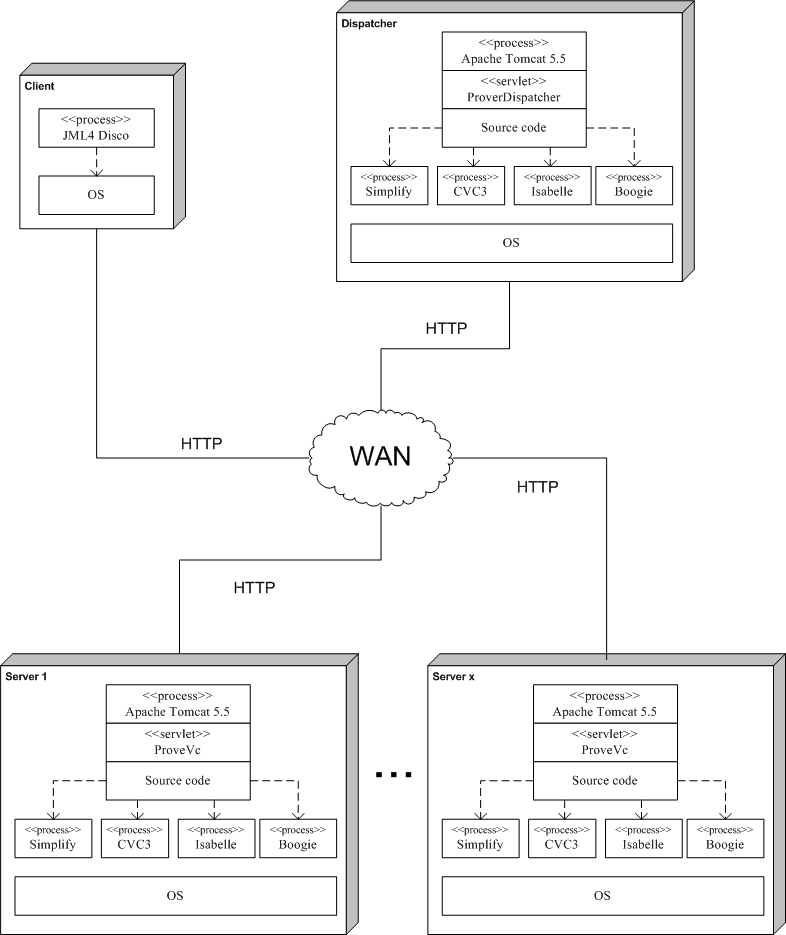 Dispatcher
<<process>>
Apache Tomcat 5.5
<<servlet>>
ProverDispatcher
Source code
<<process>>
Simplify
<<process>>
CVC3
<<process>>
Isabelle
<<process>>
Boogie
OS
Client
<<process>>
JML4 Disco
OS
HTTP
HTTP
WAN
HTTP
HTTP
Server 1
<<process>>
Apache Tomcat 5.5
<<servlet>>
ProveVc
Source code
<<process>>
Simplify
<<process>>
CVC3
<<process>>
Isabelle
<<process>>
Boogie
OS
...
Server x
<<process>>
Apache Tomcat 5.5
<<servlet>>
ProveVc
Source code
<<process>>
Simplify
<<process>>
CVC3
<<process>>
Isabelle
<<process>>
Boogie
OS